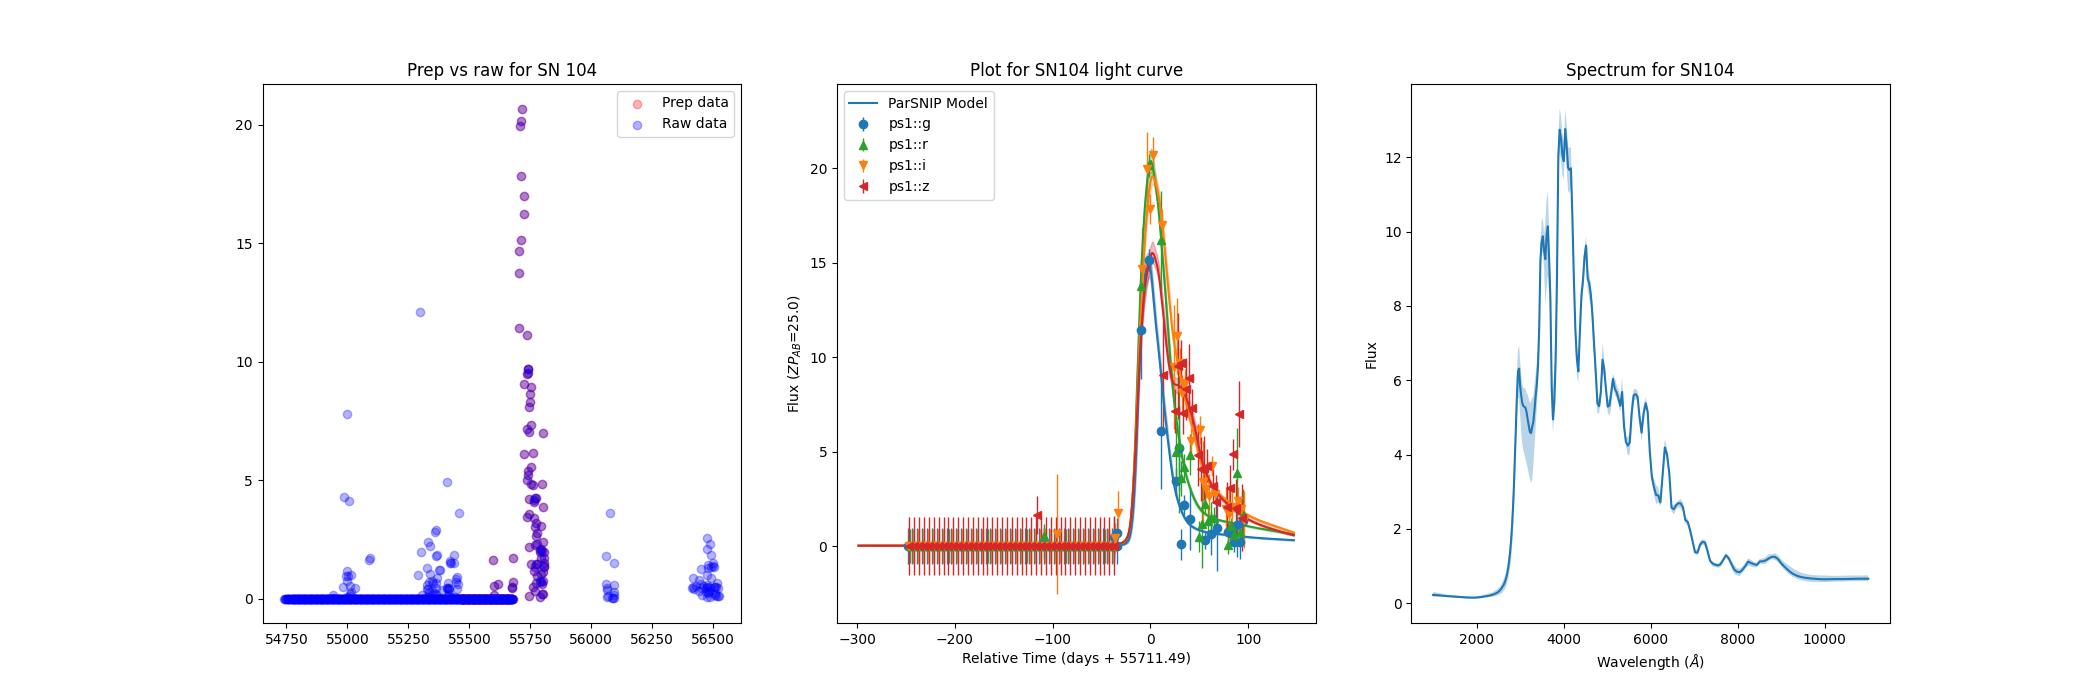 Prep vs raw for SN 104
Prep data
Raw data
20
15
10
5
0
54750 55000 55250 55500 55750 56000 56250 56500
Plot for SN104 light curve
ParSNIP Model
ps1::g
ps1::r
ps1::i
ps1::z
Flux (ZP_AB=25.0)
20
15
10
5
0
−300 −200 −100 0 100
Relative Time (days + 55711.49)
Spectrum for SN104
Flux
12
10
8
6
4
2
0
2000 4000 6000 8000 10000
Wavelength (Å)